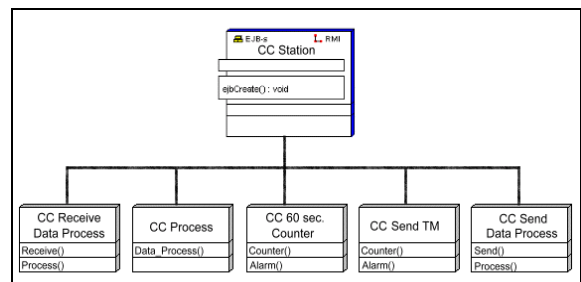 EJB-s RMI
CC Station
ejbCreate() : void
CC Receive
Data Process
Receive()
Process()
CC Process
Data_Process()
CC 60 sec.
Counter
Counter()
Alarm()
CC Send TM
Counter()
Alarm()
CC Send
Data Process
Send()
Process()